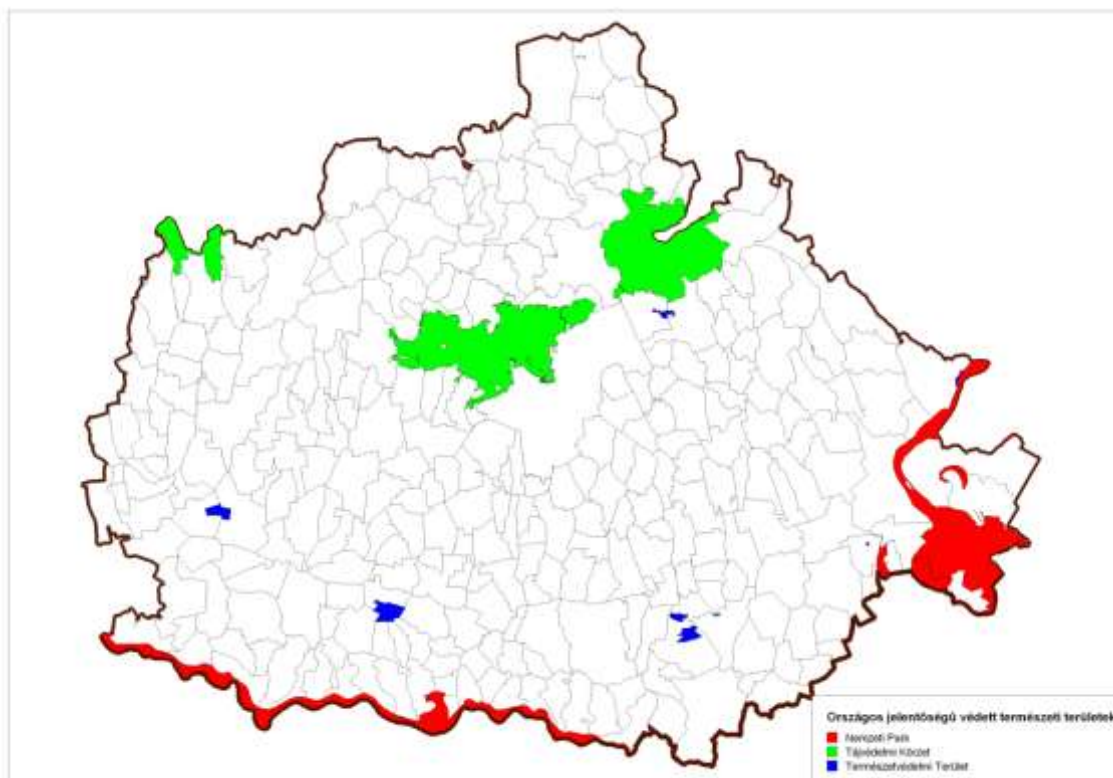 Országos jelentőségű védett természeti területek
Nemzeti Park
Tájvédelmi Körzet
Természetvédelmi Terület